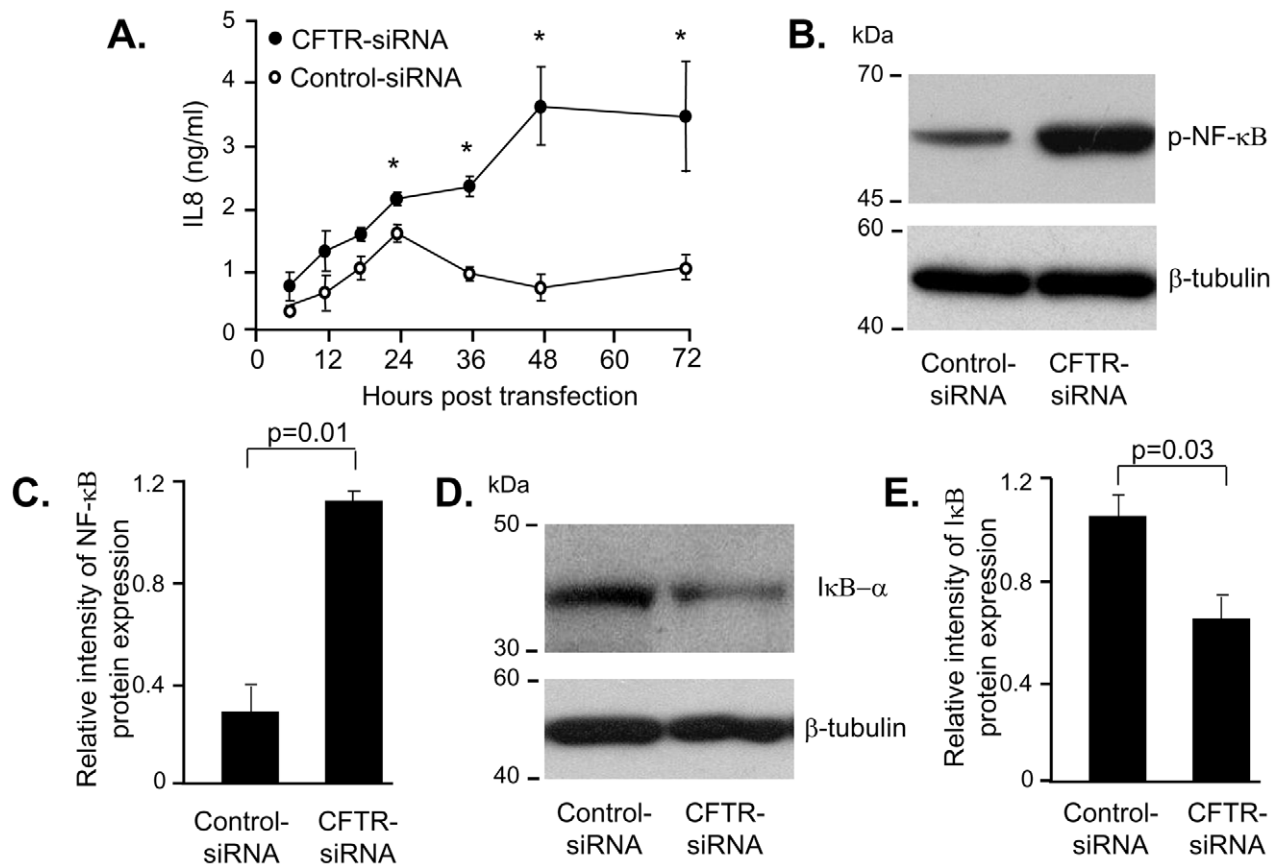 A.
5
4
3
2
1
0
IL8 (ng/ml)
● CFTR-siRNA
○ Control-siRNA
*
*
*
*
0 12 24 36 48 60 72
Hours post transfection
B.
kDa
70
45
60
40
p-NF-κB
β-tubulin
Control-
siRNA
CFTR-
siRNA
C.
Relative intensity of NF-κB
protein expression
p=0.01
1.2
0.8
0.4
0
Control-
siRNA
CFTR-
siRNA
D.
kDa
50
30
60
40
IκB–α
β-tubulin
Control-
siRNA
CFTR-
siRNA
E.
Relative intensity of IκB
protein expression
p=0.03
1.2
0.8
0.4
0
Control-
siRNA
CFTR-
siRNA